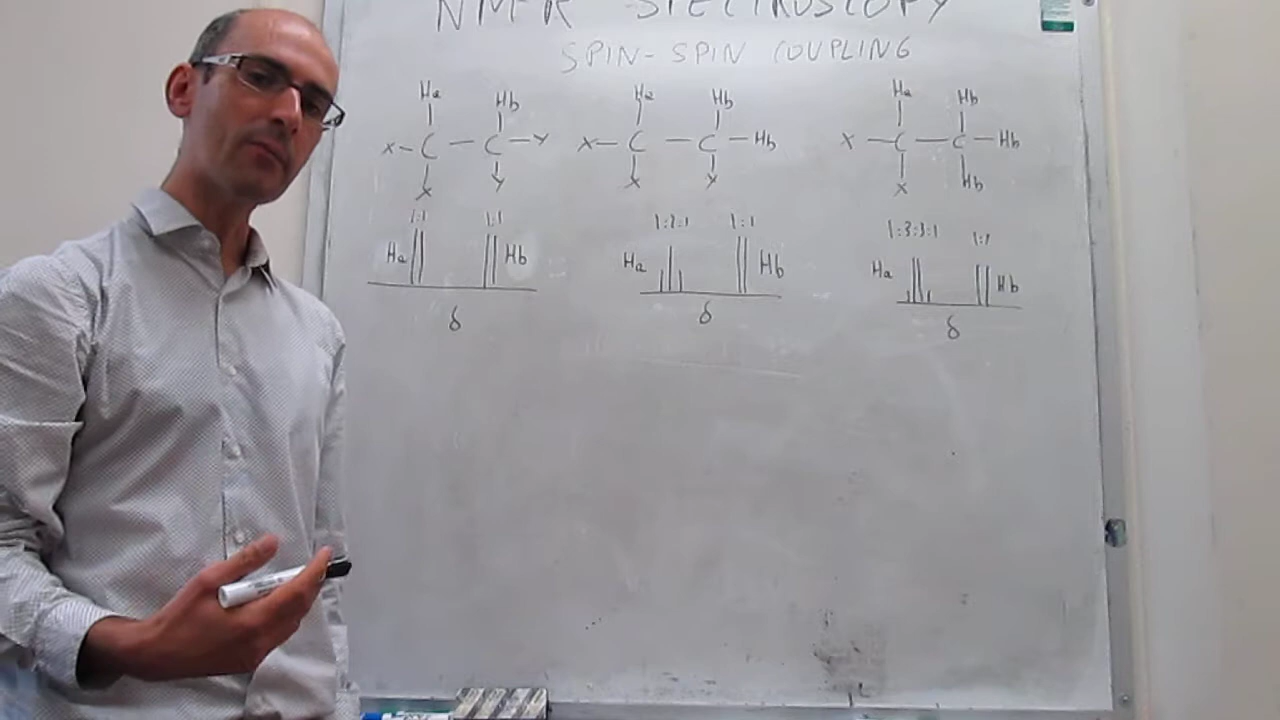 NMR SPECTROSCOPY
SPIN-SPIN COUPLING
Ha Hb Ha Hb Ha Hb
X-C-C-Y X-C-C-Hb X-C-C-Hb
X Y X Y X Hb
1:1 1:1 1:2:1 1:1 1:3:3:1 1:1
Ha Hb Ha Hb Ha Hb
δ δ δ